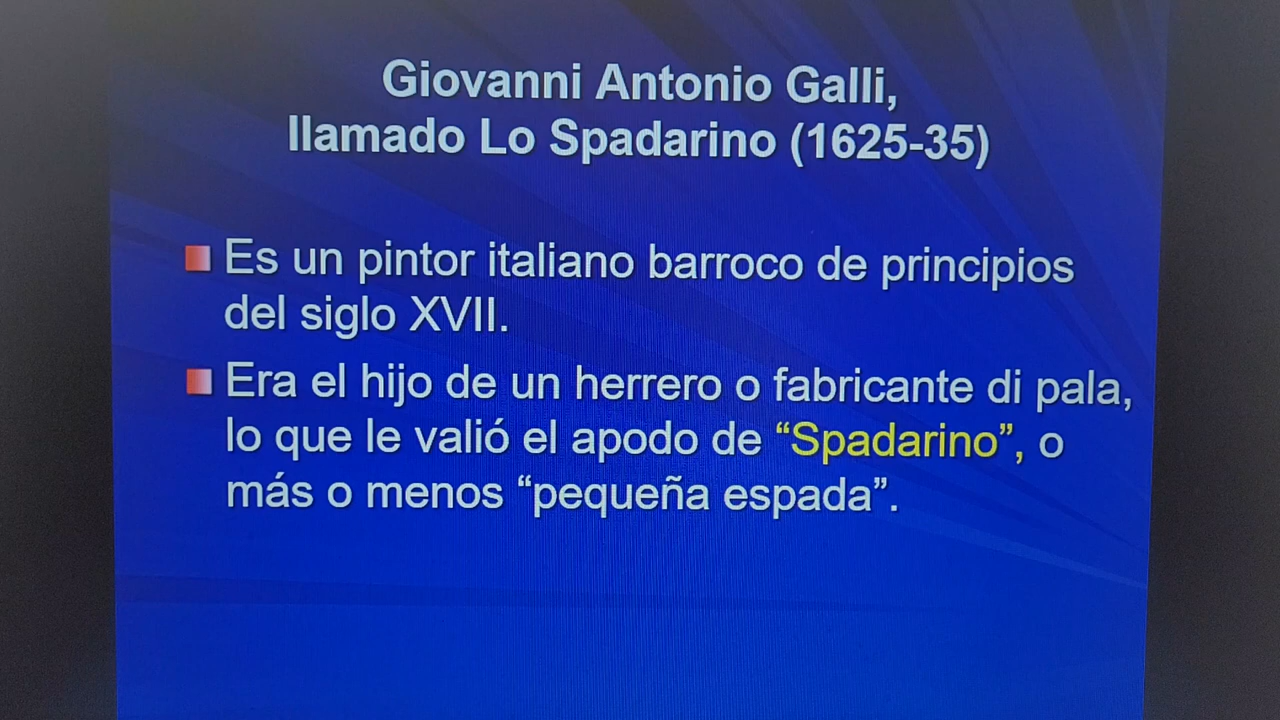 Giovanni Antonio Galli,
llamado Lo Spadarino (1625-35)
Es un pintor italiano barroco de principios
del siglo XVII.
Era el hijo de un herrero o fabricante di pala,
lo que le valió el apodo de “Spadarino”, o
más o menos “pequeña espada”.